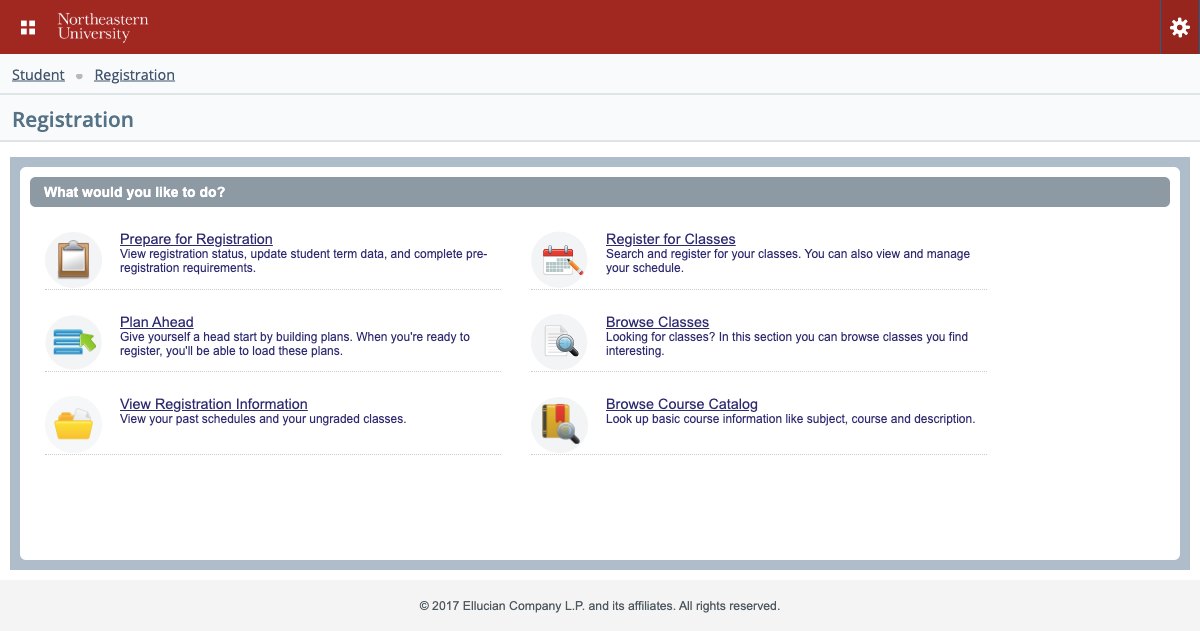 Northeastern
University
Student
Registration
Registration
What would you like to do?
Prepare for Registration
View registration status, update student term data, and complete pre-
registration requirements.
Register for Classes
Search and register for your classes. You can also view and manage
your schedule.
Plan Ahead
Give yourself a head start by building plans. When you're ready to
register, you'll be able to load these plans.
Browse Classes
Looking for classes? In this section you can browse classes you find
interesting.
View Registration Information
View your past schedules and your ungraded classes.
Browse Course Catalog
Look up basic course information like subject, course and description.
© 2017 Ellucian Company L.P. and its affiliates. All rights reserved.